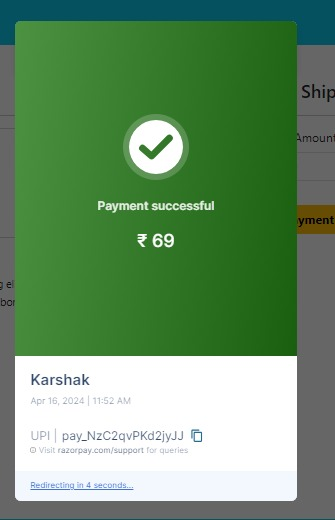 Ship
Amount
Payment successful
₹ 69
Karshak
Apr 16, 2024 | 11:52 AM
UPI | pay_NzC2qvPKd2jyJJ
Visit razorpay.com/support for queries
Redirecting in 4 seconds...